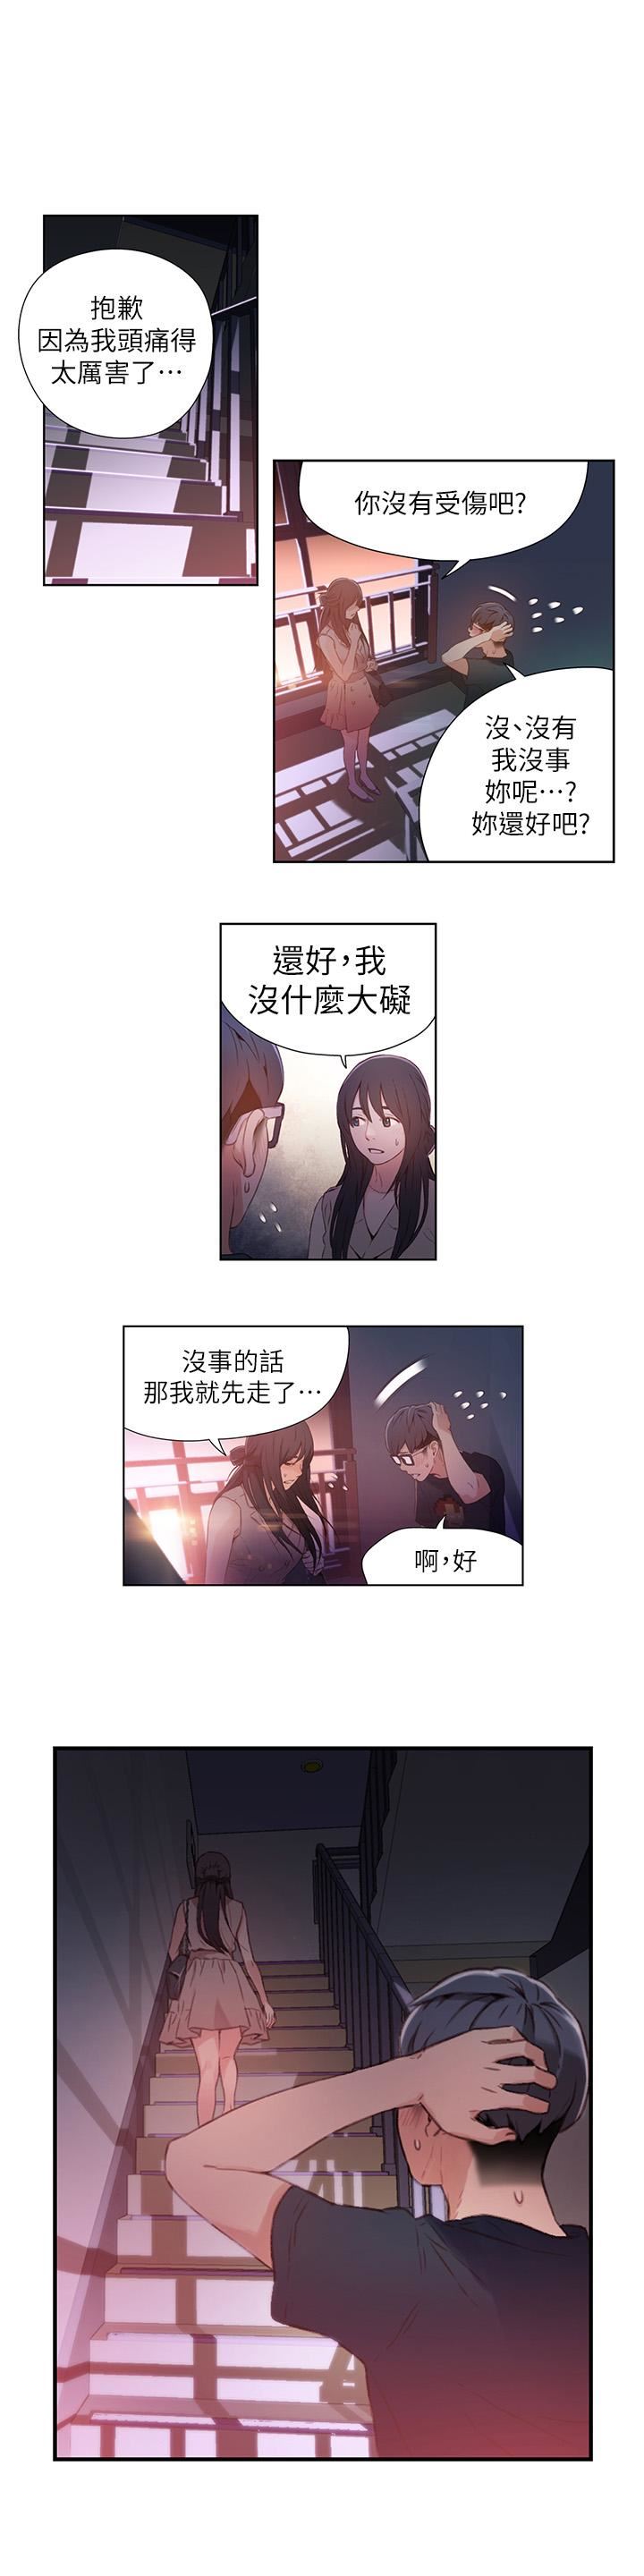 抱歉
因為我頭痛得
太厲害了…
你沒有受傷吧?
沒、沒有
我沒事
妳呢…?
妳還好吧?
還好，我
沒什麼大礙
沒事的話
那我就先走了…
啊，好